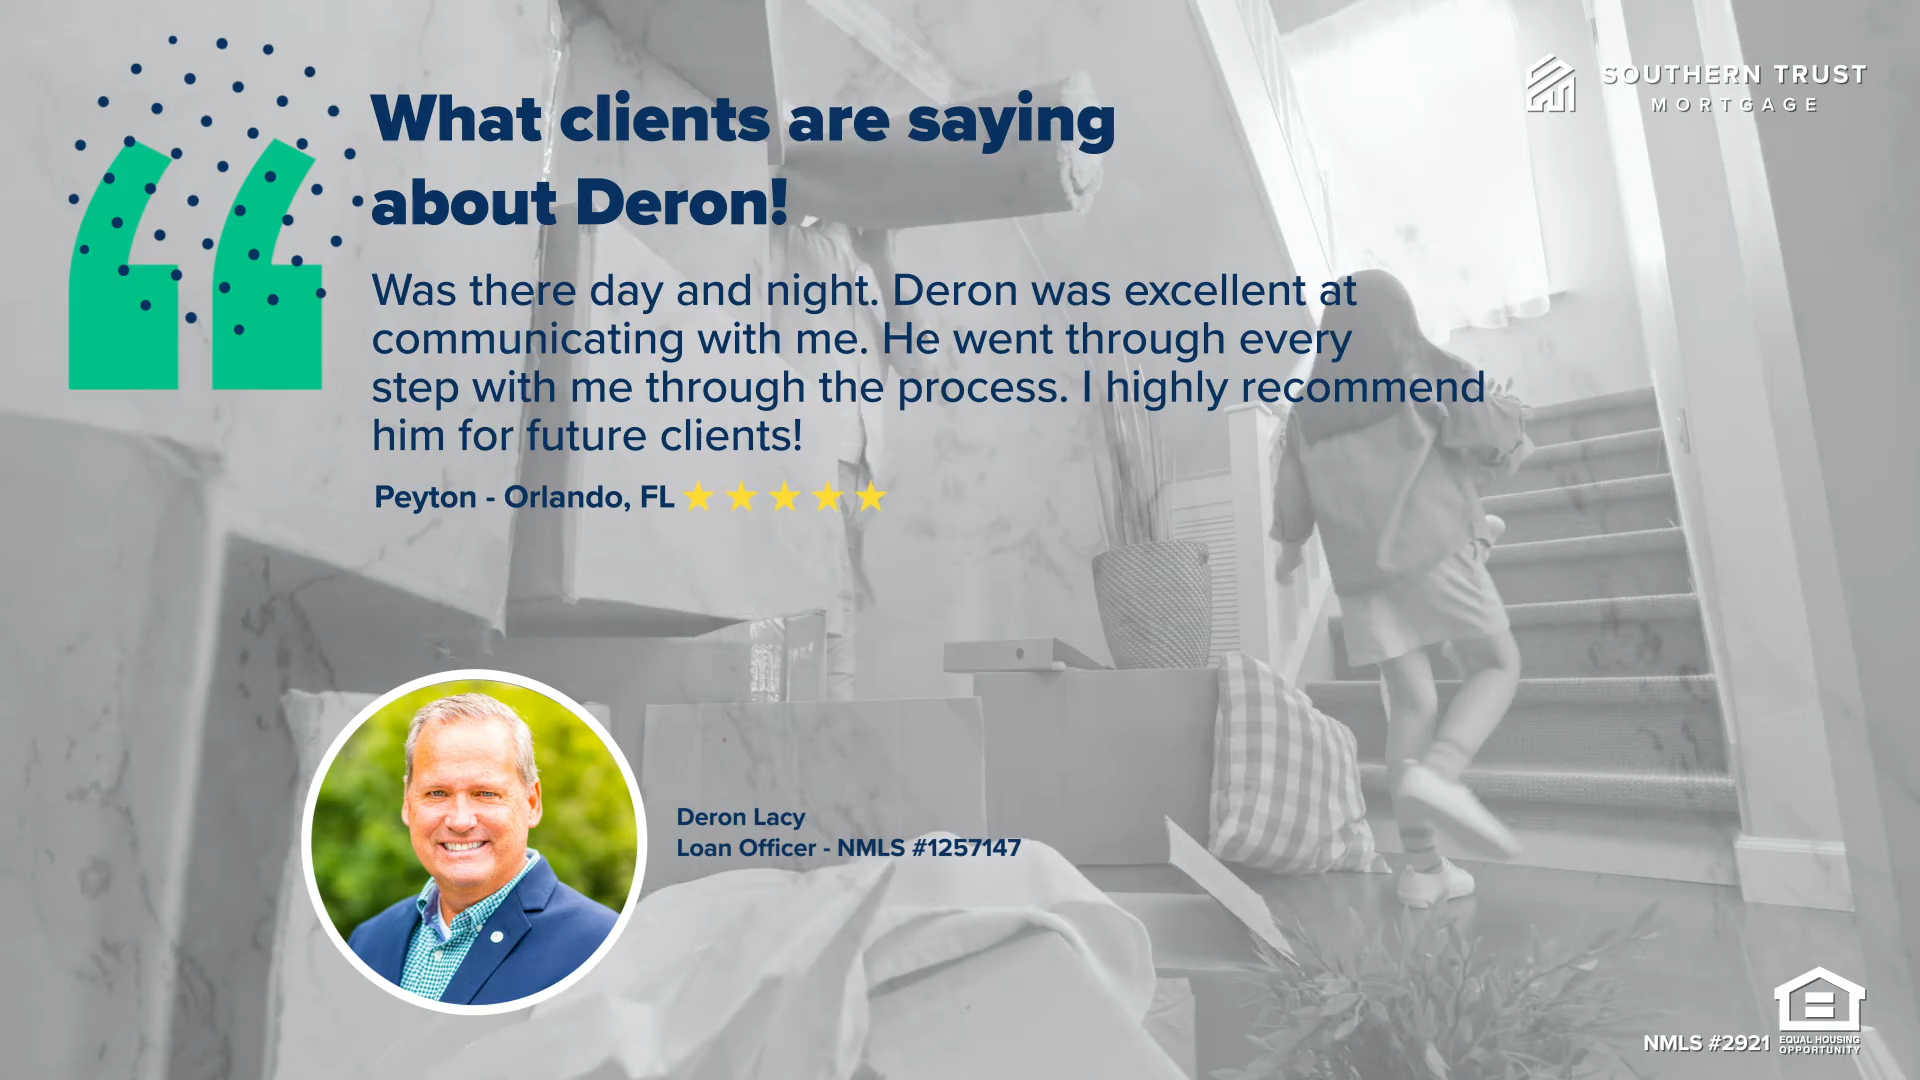 SOUTHERN TRUST
MORTGAGE
What clients are saying
about Deron!
Was there day and night. Deron was excellent at
communicating with me. He went through every
step with me through the process. I highly recommend
him for future clients!
Peyton - Orlando, FL
Deron Lacy
Loan Officer - NMLS #1257147
NMLS #2921
EQUAL HOUSING
OPPORTUNITY